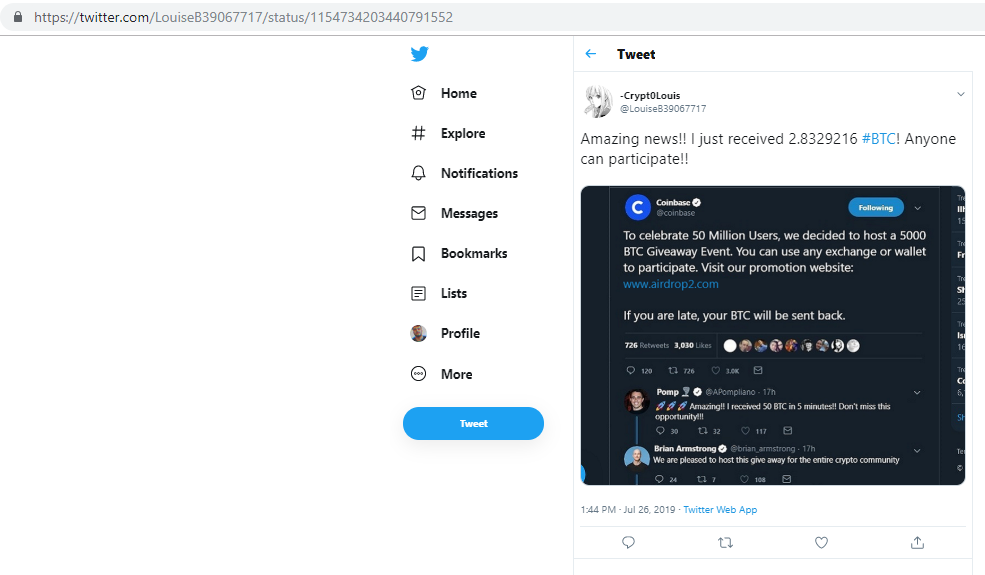 https://twitter.com/LouiseB39067717/status/1154734203440791552
Home
Explore
Notifications
Messages
Bookmarks
Lists
Profile
More
Tweet
Tweet
-Crypt0Louis
@LouiseB39067717
Amazing news!! I just received 2.8329216 #BTC! Anyone
can participate!!
Coinbase
@coinbase
Following
To celebrate 50 Million Users, we decided to host a 5000
BTC Giveaway Event. You can use any exchange or wallet
to participate. Visit our promotion website:
www.airdrop2.com
If you are late, your BTC will be sent back.
726 Retweets 3,030 Likes
120 726 3.0K
Pomp @APompliano · 17h
🚀🚀🚀 Amazing!! I received 50 BTC in 5 minutes!! Don't miss this
opportunity!!!
30 32 117
Brian Armstrong @brian_armstrong · 17h
We are pleased to host this give away for the entire crypto community
24 7 108
1:44 PM · Jul 26, 2019 · Twitter Web App